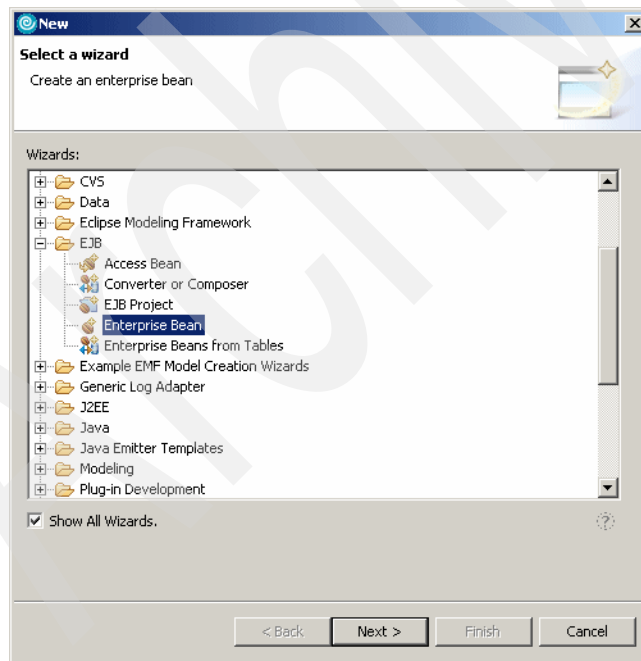 New
Select a wizard
Create an enterprise bean
Wizards:
CVS
Data
Eclipse Modeling Framework
EJB
Access Bean
Converter or Composer
EJB Project
Enterprise Bean
Enterprise Beans from Tables
Example EMF Model Creation Wizards
Generic Log Adapter
J2EE
Java
Java Emitter Templates
Modeling
Plug-in Development
Show All Wizards.
< Back Next > Finish Cancel